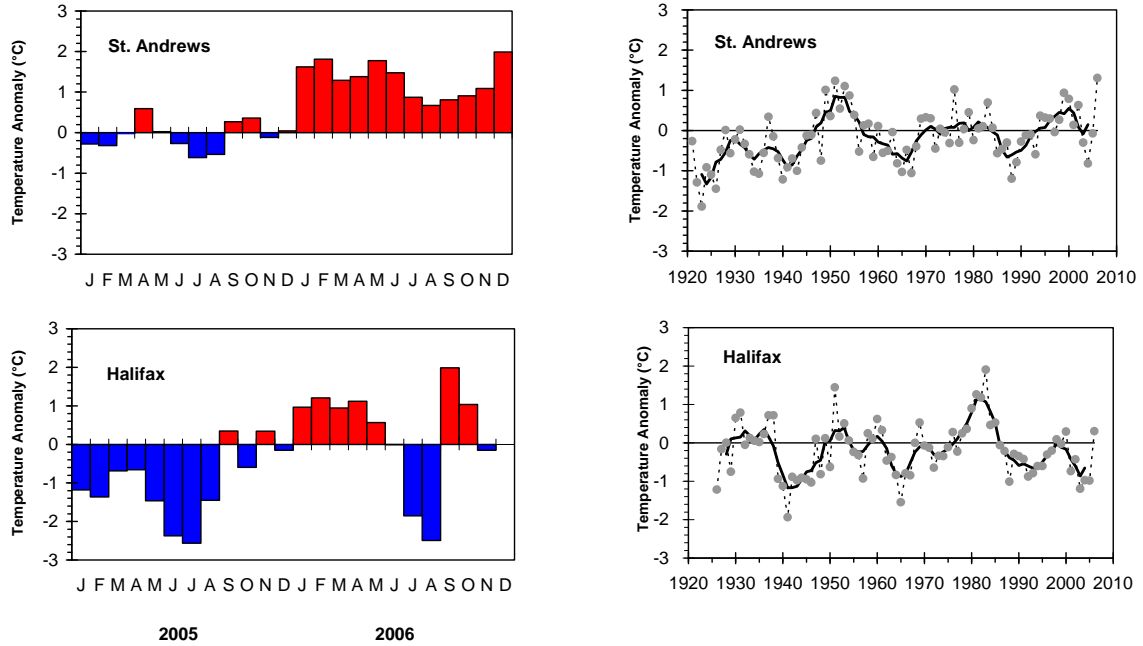 St. Andrews
Temperature Anomaly (°C)
3
2
1
0
-1
-2
-3
J F M A M J J A S O N D J F M A M J J A S O N D
St. Andrews
Temperature Anomaly (°C)
3
2
1
0
-1
-2
-3
1920 1930 1940 1950 1960 1970 1980 1990 2000 2010
Halifax
Temperature Anomaly (°C)
3
2
1
0
-1
-2
-3
J F M A M J J A S O N D J F M A M J J A S O N D
2005 2006
Halifax
Temperature Anomaly (°C)
3
2
1
0
-1
-2
-3
1920 1930 1940 1950 1960 1970 1980 1990 2000 2010